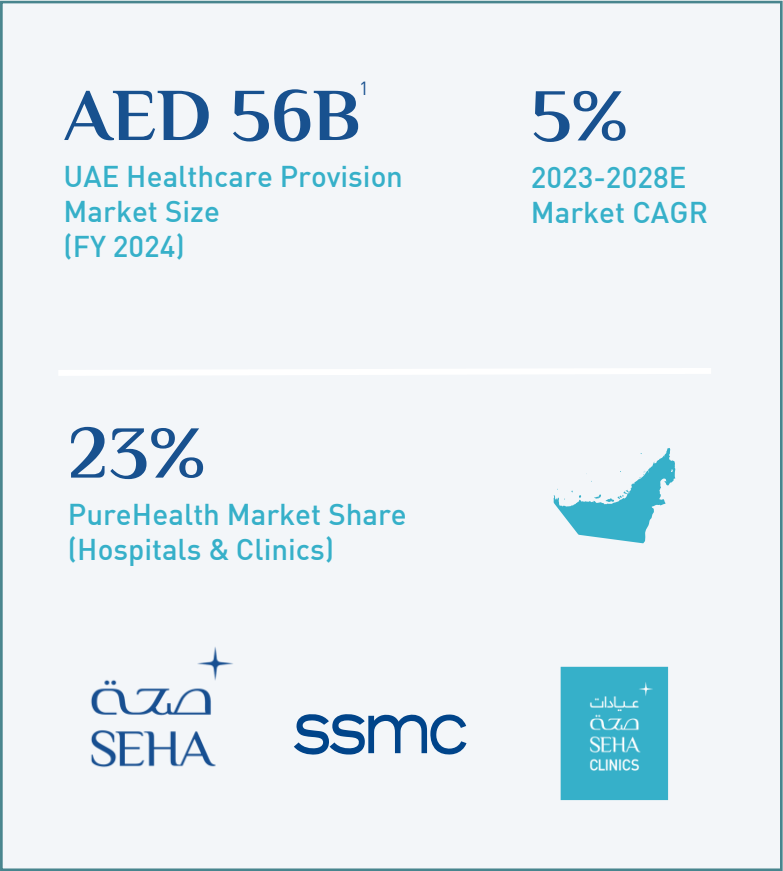 AED 56B¹
UAE Healthcare Provision
Market Size
(FY 2024)
5%
2023-2028E
Market CAGR
23%
PureHealth Market Share
(Hospitals & Clinics)
صحة
SEHA
ssmc
عيادات
صحة
SEHA
CLINICS